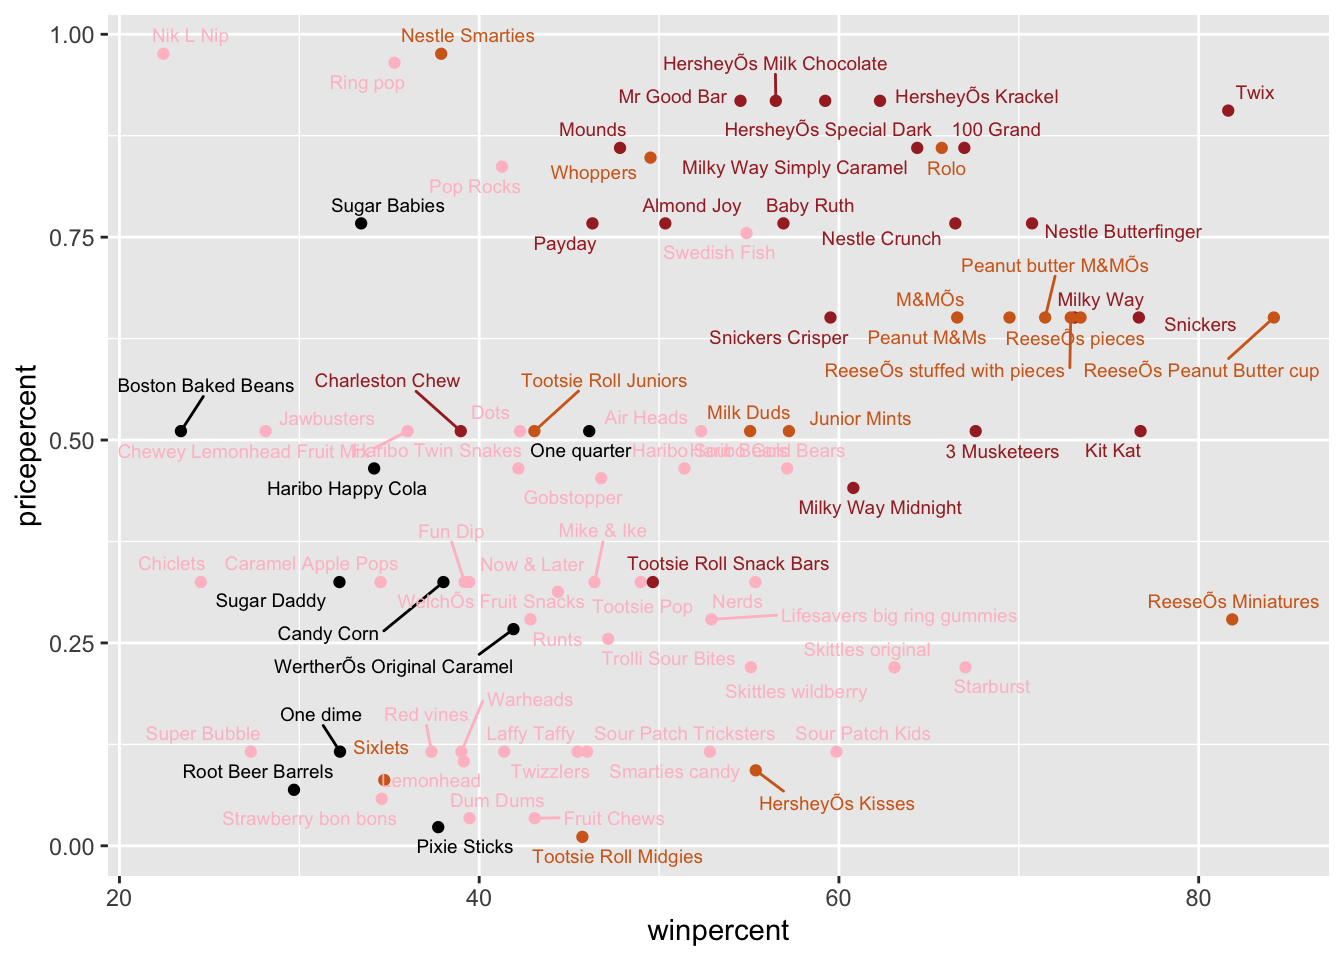 1.00
Nik L Nip
Nestle Smarties
Ring pop
HersheyÕs Milk Chocolate
Mr Good Bar
HersheyÕs Krackel
Twix
Mounds
HersheyÕs Special Dark
100 Grand
Whoppers
Milky Way Simply Caramel
Rolo
Pop Rocks
Sugar Babies
Almond Joy
Baby Ruth
0.75
Payday
Nestle Crunch
Nestle Butterfinger
Swedish Fish
Peanut butter M&MÕs
M&MÕs
Milky Way
Snickers
Snickers Crisper
Peanut M&Ms
ReeseÕs pieces
ReeseÕs stuffed with pieces
ReeseÕs Peanut Butter cup
Boston Baked Beans
Charleston Chew
Tootsie Roll Juniors
Jawbusters
Dots
Air Heads
Milk Duds
Junior Mints
0.50
Chewey Lemonhead Fruit Mix
Haribo Twin Snakes
One quarter
Haribo Sour Bears
Haribo Gold Bears
3 Musketeers
Kit Kat
Haribo Happy Cola
Gobstopper
Milky Way Midnight
Fun Dip
Mike & Ike
Chiclets
Caramel Apple Pops
Now & Later
Tootsie Roll Snack Bars
Sugar Daddy
WelchÕs Fruit Snacks
Tootsie Pop
Nerds
Lifesavers big ring gummies
ReeseÕs Miniatures
Candy Corn
Runts
0.25
WertherÕs Original Caramel
Trolli Sour Bites
Skittles original
Skittles wildberry
Starburst
Warheads
One dime
Red vines
Super Bubble
Sixlets
Laffy Taffy
Sour Patch Tricksters
Sour Patch Kids
Root Beer Barrels
Lemonhead
Twizzlers
Smarties candy
Strawberry bon bons
Dum Dums
Fruit Chews
HersheyÕs Kisses
0.00
Pixie Sticks
Tootsie Roll Midgies
20
40
60
80
winpercent
pricepercent